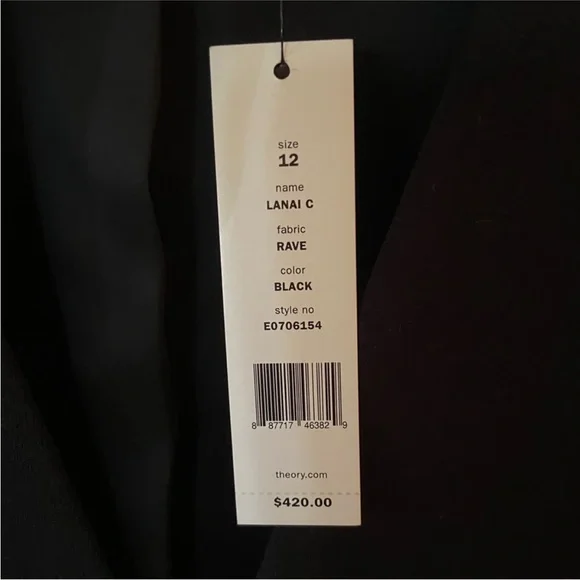 size
12
name
LANAI C
fabric
RAVE
color
BLACK
style no
E0706154
8 87717 46382 9
theory.com
$420.00